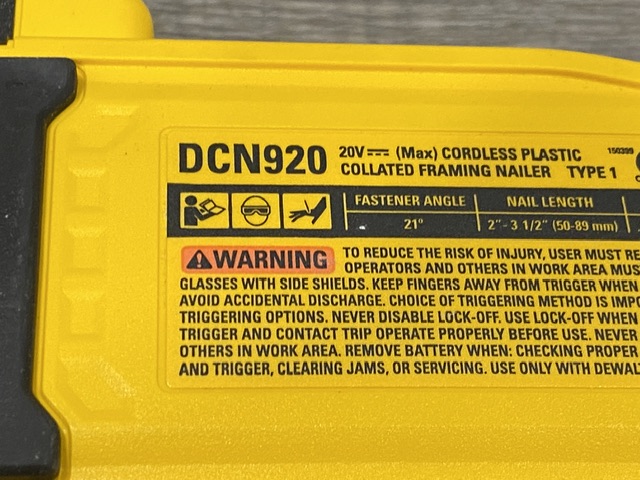 DCN920
20V⎓ (Max) CORDLESS PLASTIC
COLLATED FRAMING NAILER TYPE 1
150399
FASTENER ANGLE NAIL LENGTH
21° 2" - 3 1/2" (50-89 mm)
WARNING TO REDUCE THE RISK OF INJURY, USER MUST RE
OPERATORS AND OTHERS IN WORK AREA MUS
GLASSES WITH SIDE SHIELDS. KEEP FINGERS AWAY FROM TRIGGER WHEN
AVOID ACCIDENTAL DISCHARGE. CHOICE OF TRIGGERING METHOD IS IMP
TRIGGERING OPTIONS. NEVER DISABLE LOCK-OFF. USE LOCK-OFF WHEN
TRIGGER AND CONTACT TRIP OPERATE PROPERLY BEFORE USE. NEVER
OTHERS IN WORK AREA. REMOVE BATTERY WHEN: CHECKING PROPER
AND TRIGGER, CLEARING JAMS, OR SERVICING. USE ONLY WITH DEWAL